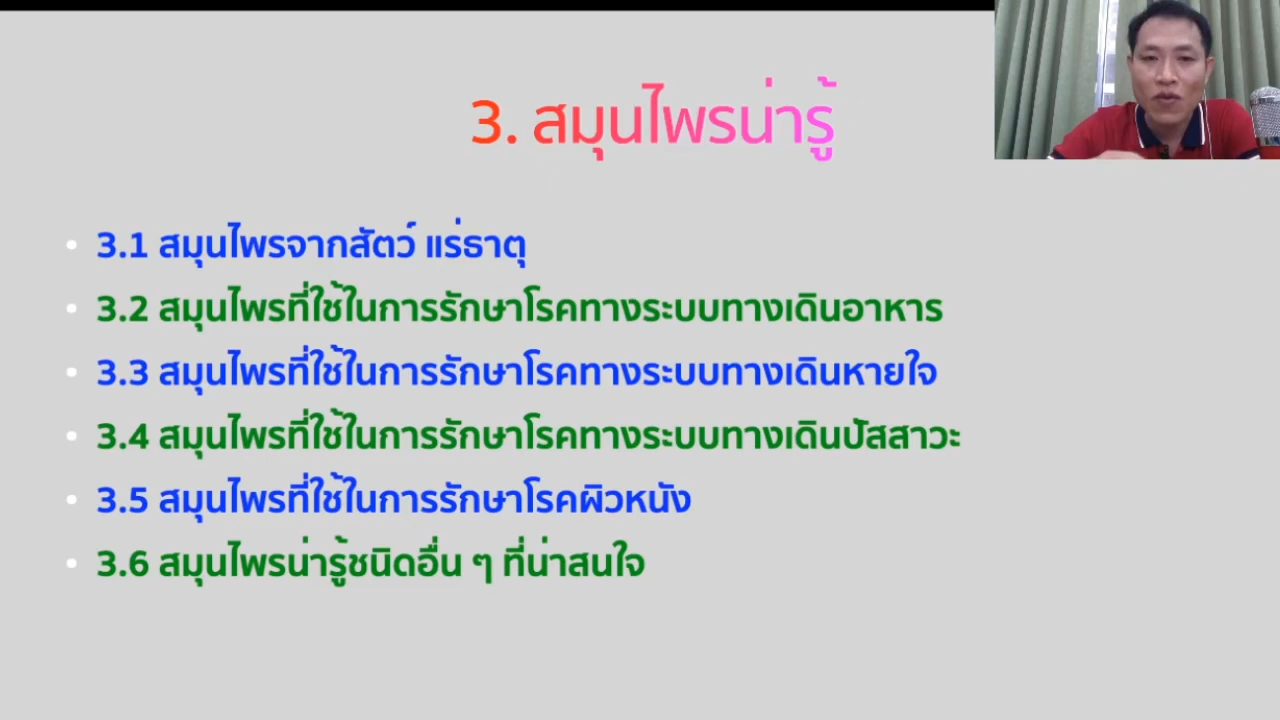 3. สมุนไพรน่ารู้
3.1 สมุนไพรจากสัตว์ แร่ธาตุ
3.2 สมุนไพรที่ใช้ในการรักษาโรคทางระบบทางเดินอาหาร
3.3 สมุนไพรที่ใช้ในการรักษาโรคทางระบบทางเดินหายใจ
3.4 สมุนไพรที่ใช้ในการรักษาโรคทางระบบทางเดินปัสสาวะ
3.5 สมุนไพรที่ใช้ในการรักษาโรคผิวหนัง
3.6 สมุนไพรน่ารู้ชนิดอื่น ๆ ที่น่าสนใจ